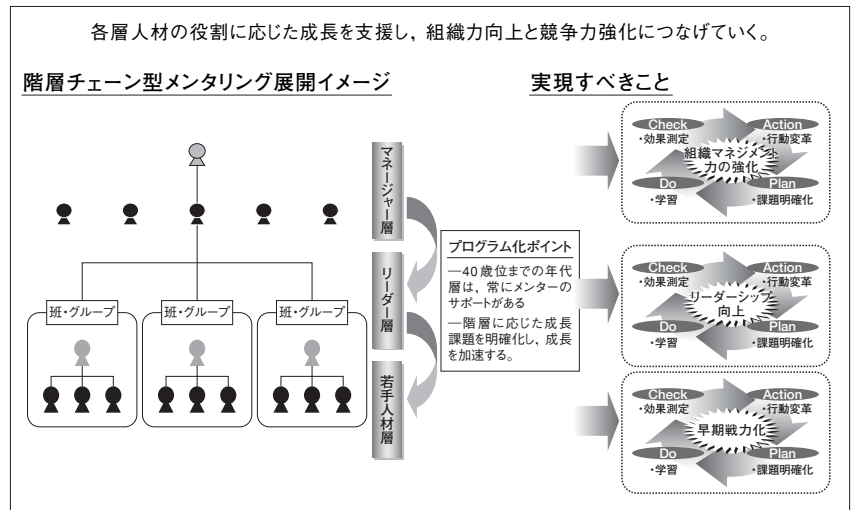 各層人材の役割に応じた成長を支援し，組織力向上と競争力強化につなげていく。
階層チェーン型メンタリング展開イメージ
実現すべきこと
マネージャー層
リーダー層
若手人材層
班・グループ
班・グループ
班・グループ
プログラム化ポイント
—40歳位までの年代
層は，常にメンターの
サポートがある
—階層に応じた成長
課題を明確化し，成長
を加速する。
Check
・効果測定
Action
・行動変革
組織マネジメント
力の強化
Do
・学習
Plan
・課題明確化
Check
・効果測定
Action
・行動変革
リーダーシップ
向上
Do
・学習
Plan
・課題明確化
Check
・効果測定
Action
・行動変革
早期戦力化
Do
・学習
Plan
・課題明確化